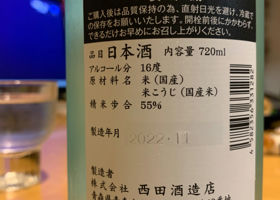 ご購入後は品質保持の為、直射日光を避け、冷蔵で
の保存をお願いいたします。開栓前後にかかわらず、
できるだけお早めにお召し上がりください。
品目 日本酒 内容量 720ml
アルコール分 16度
原材料名 米(国産)
米こうじ(国産米)
精米歩合 55%
製造年月 2022.11
製造者
株式会社 西田酒造店